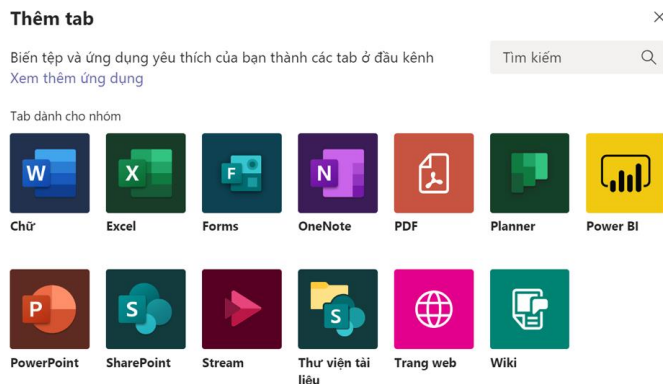 Thêm tab
Biến tệp và ứng dụng yêu thích của bạn thành các tab ở đầu kênh
Xem thêm ứng dụng
Tìm kiếm
Tab dành cho nhóm
W X F N
Chữ Excel Forms OneNote PDF Planner Power BI
P S S
PowerPoint SharePoint Stream Thư viện tài liệu Trang web Wiki